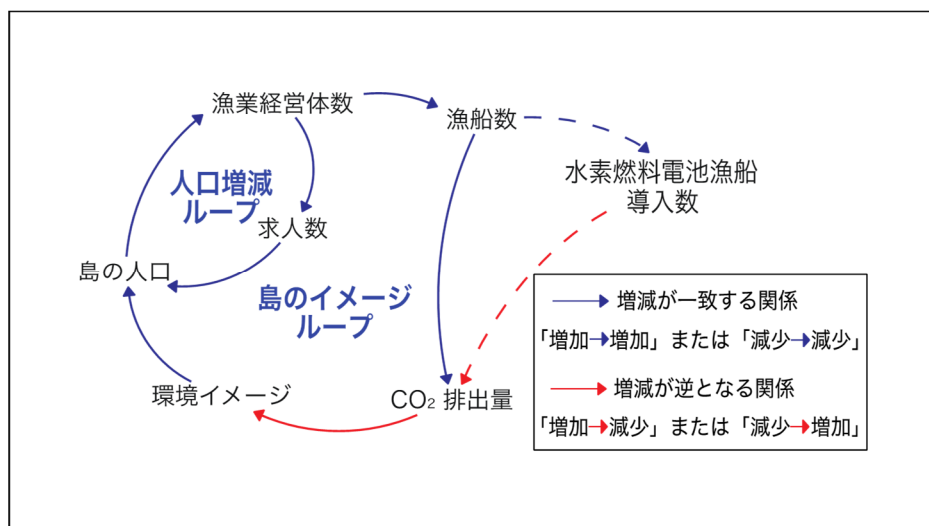 漁業経営体数
漁船数
水素燃料電池漁船
導入数
人口増減
ループ
求人数
島の人口
島のイメージ
ループ
環境イメージ
CO₂ 排出量
増減が一致する関係
「増加→増加」または「減少→減少」
増減が逆となる関係
「増加→減少」または「減少→増加」